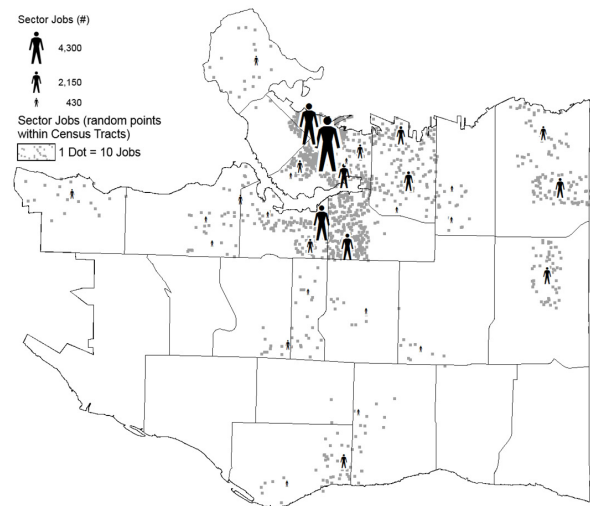 Sector Jobs (#)
4,300
2,150
430
Sector Jobs (random points
within Census Tracts)
1 Dot = 10 Jobs